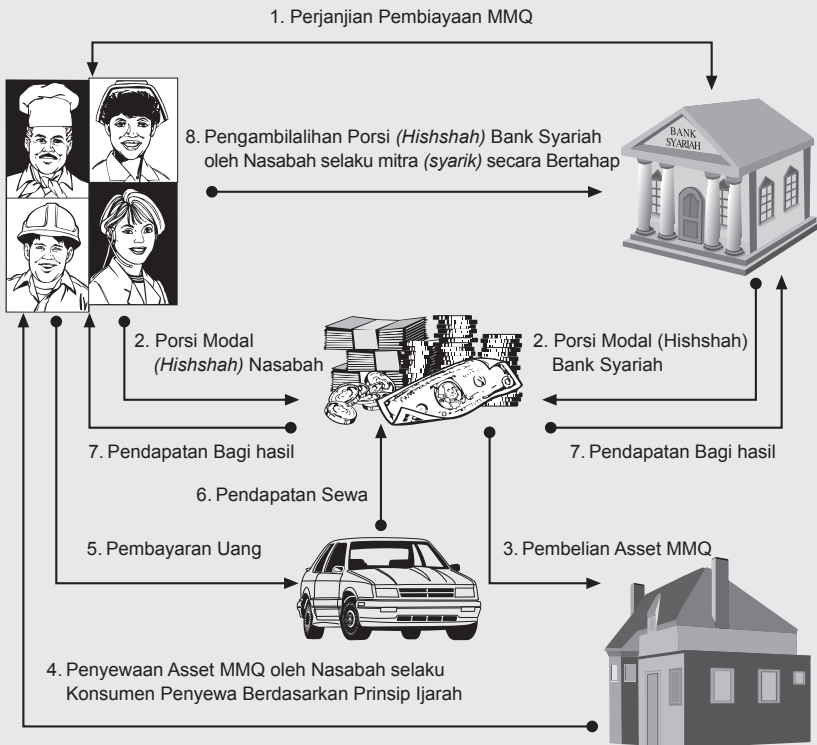 1. Perjanjian Pembiayaan MMQ
BANK
SYARIAH
8. Pengambilalihan Porsi (Hishshah) Bank Syariah
oleh Nasabah selaku mitra (syarik) secara Bertahap
2. Porsi Modal
(Hishshah) Nasabah
2. Porsi Modal (Hishshah)
Bank Syariah
7. Pendapatan Bagi hasil
7. Pendapatan Bagi hasil
6. Pendapatan Sewa
5. Pembayaran Uang
3. Pembelian Asset MMQ
4. Penyewaan Asset MMQ oleh Nasabah selaku
Konsumen Penyewa Berdasarkan Prinsip Ijarah